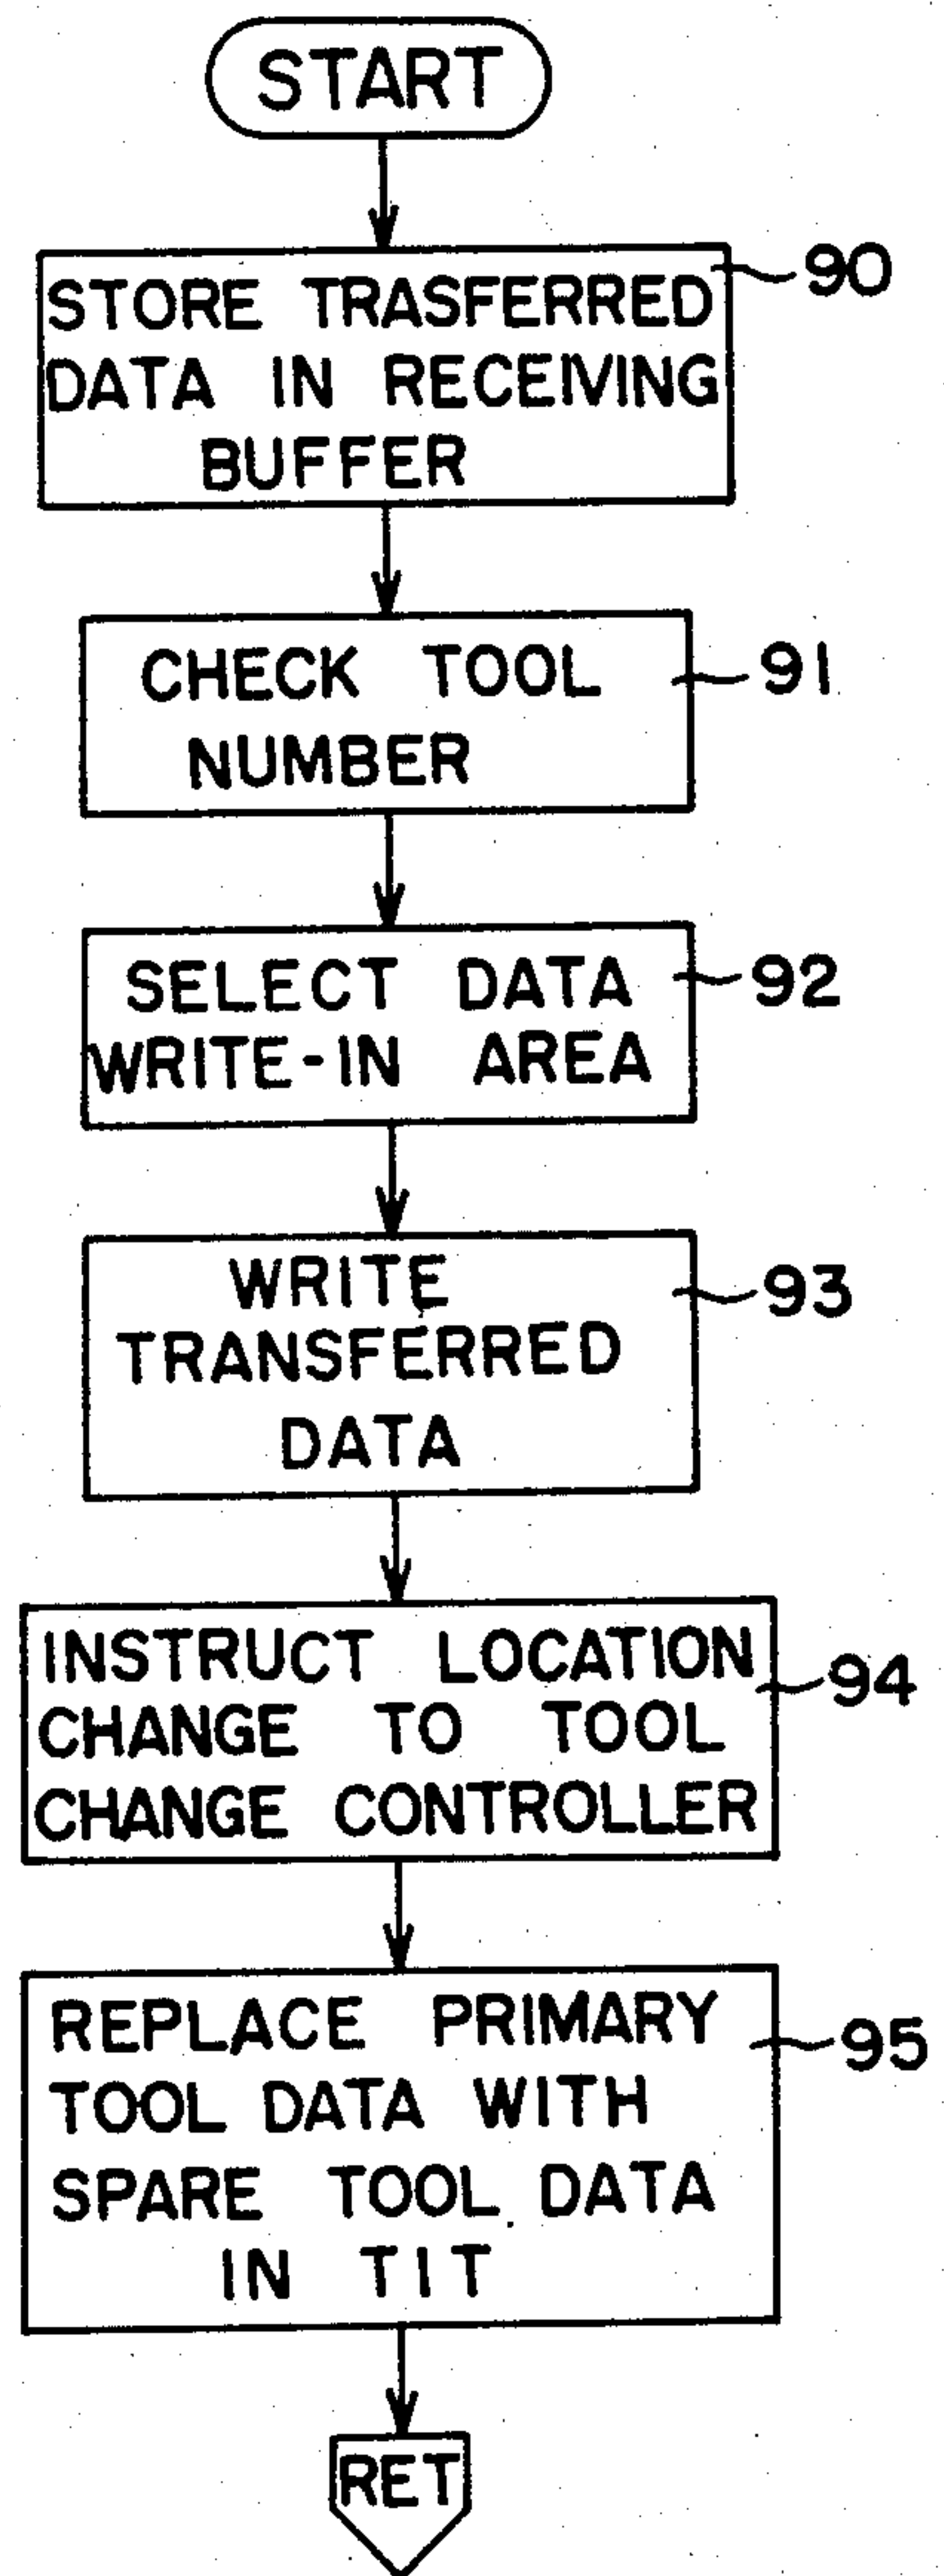 START
STORE TRASFERRED
DATA IN RECEIVING
BUFFER
90
CHECK TOOL
NUMBER
91
SELECT DATA
WRITE-IN AREA
92
WRITE
TRANSFERRED
DATA
93
INSTRUCT LOCATION
CHANGE TO TOOL
CHANGE CONTROLLER
94
REPLACE PRIMARY
TOOL DATA WITH
SPARE TOOL DATA
IN TIT
95
RET